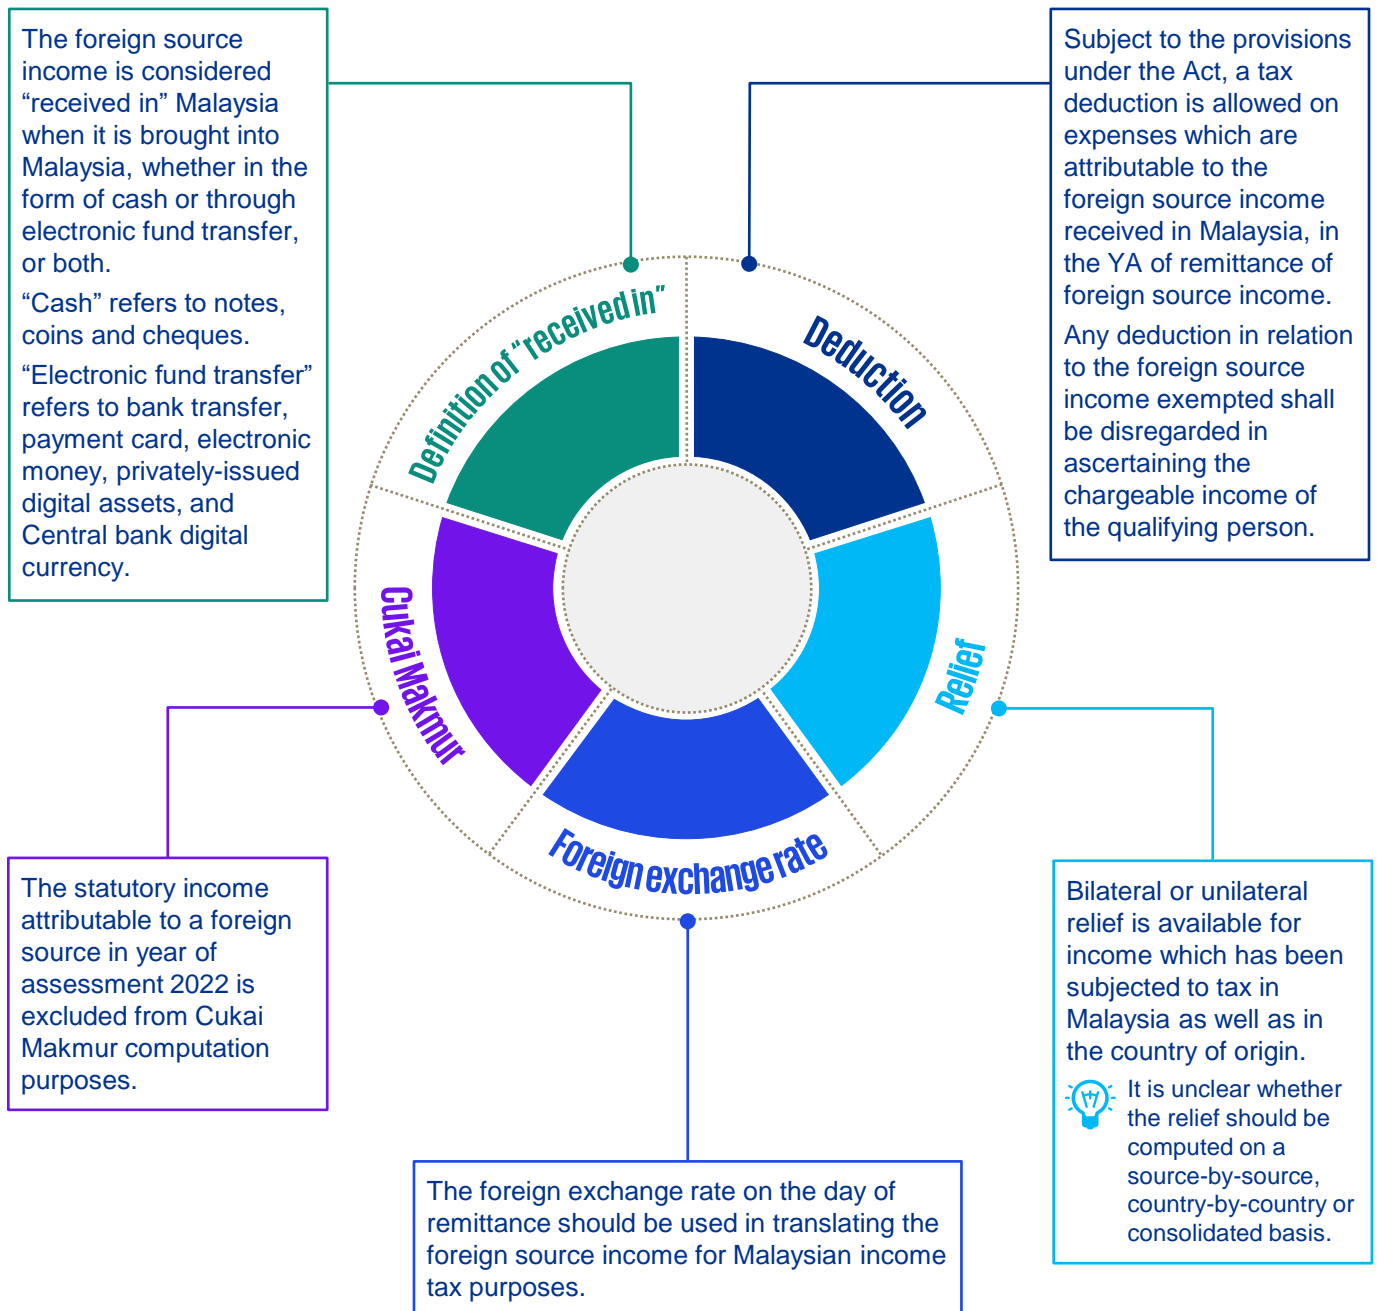 The foreign source
income is considered
“received in” Malaysia
when it is brought into
Malaysia, whether in the
form of cash or through
electronic fund transfer,
or both.
“Cash” refers to notes,
coins and cheques.
“Electronic fund transfer”
refers to bank transfer,
payment card, electronic
money, privately-issued
digital assets, and
Central bank digital
currency.
Subject to the provisions
under the Act, a tax
deduction is allowed on
expenses which are
attributable to the
foreign source income
received in Malaysia, in
the YA of remittance of
foreign source income.
Any deduction in relation
to the foreign source
income exempted shall
be disregarded in
ascertaining the
chargeable income of
the qualifying person.
Definition of “received in”
Deduction
Cukai Makmur
Relief
Foreign exchange rate
The statutory income
attributable to a foreign
source in year of
assessment 2022 is
excluded from Cukai
Makmur computation
purposes.
Bilateral or unilateral
relief is available for
income which has been
subjected to tax in
Malaysia as well as in
the country of origin.
It is unclear whether
the relief should be
computed on a
source-by-source,
country-by-country or
consolidated basis.
The foreign exchange rate on the day of
remittance should be used in translating the
foreign source income for Malaysian income
tax purposes.